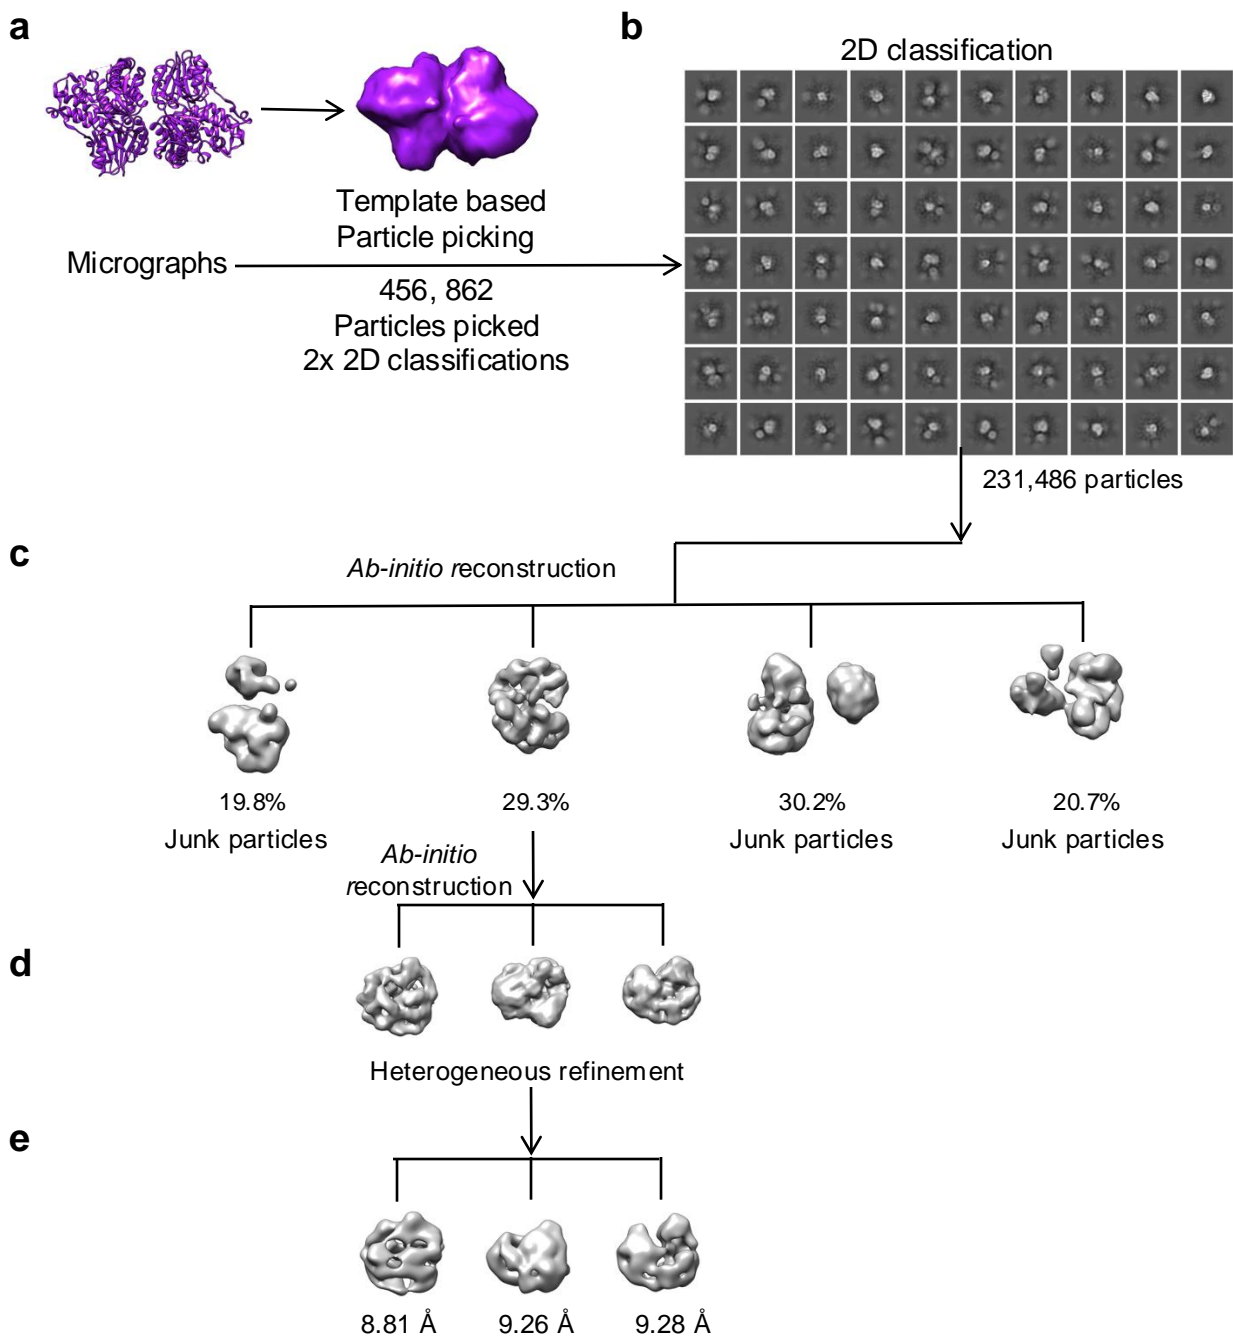 a
b
2D classification
Template based
Particle picking
Micrographs
456, 862
Particles picked
2x 2D classifications
231,486 particles
c
Ab-initio reconstruction
19.8%
29.3%
30.2%
20.7%
Junk particles
Junk particles
Junk particles
Ab-initio
reconstruction
d
Heterogeneous refinement
e
8.81 Å
9.26 Å
9.28 Å